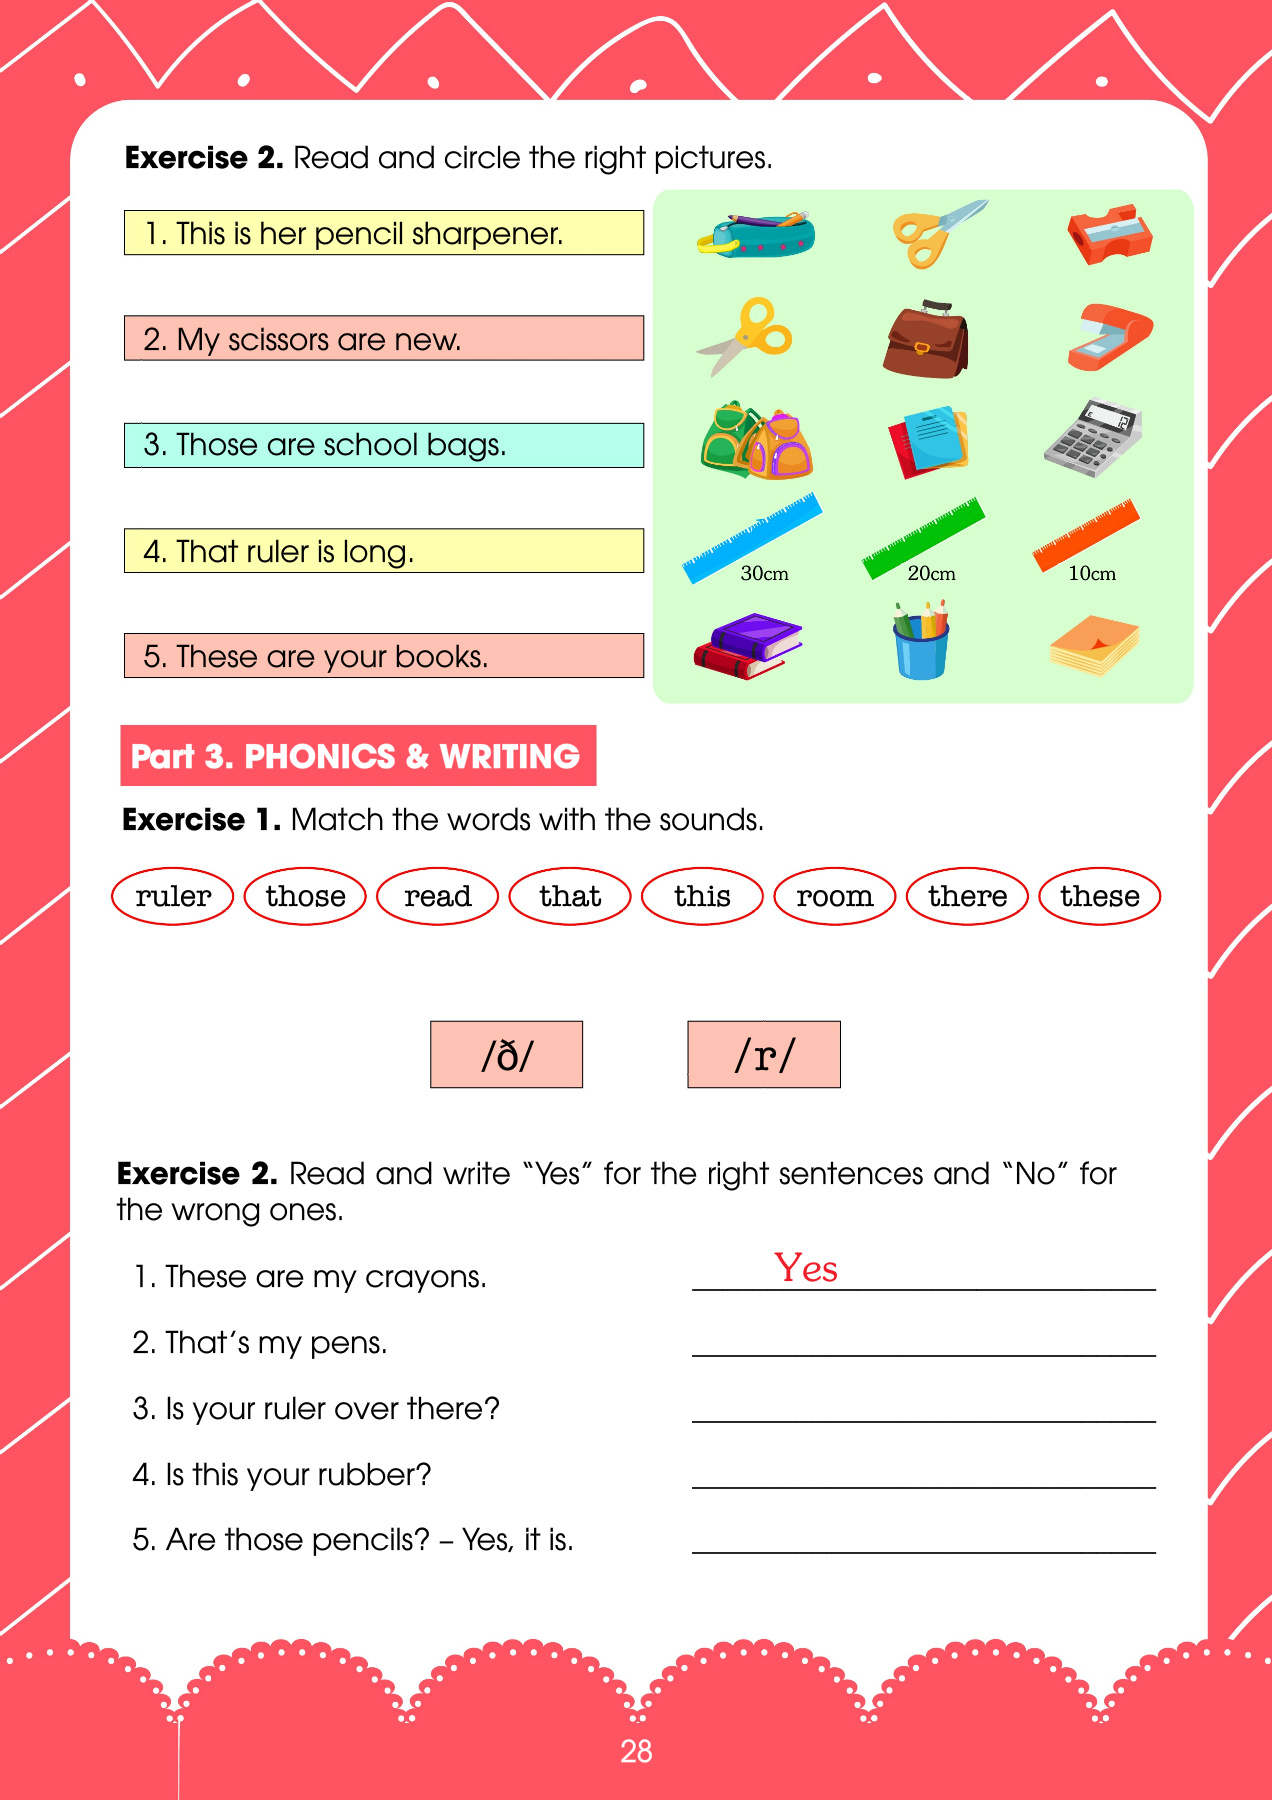 Exercise 2. Read and circle the right pictures.
1. This is her pencil sharpener.
2. My scissors are new.
3. Those are school bags.
4. That ruler is long.
30cm 20cm 10cm
5. These are your books.
Part 3. PHONICS & WRITING
Exercise 1. Match the words with the sounds.
ruler those read that this room there these
/ð/ /r/
Exercise 2. Read and write “Yes” for the right sentences and “No” for
the wrong ones.
1. These are my crayons. Yes
2. That’s my pens.
3. Is your ruler over there?
4. Is this your rubber?
5. Are those pencils? – Yes, it is.
28